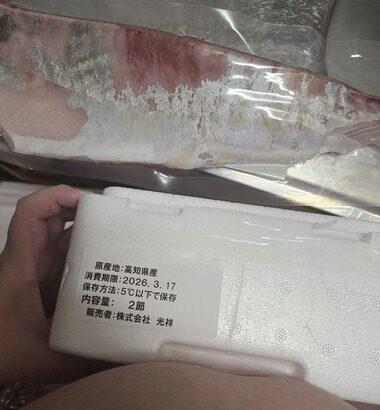 原産地:高知県産
消費期限:2026. 3. 17
保存方法:5℃以下で保存
内容量: 2節
販売者:株式会社 光祥